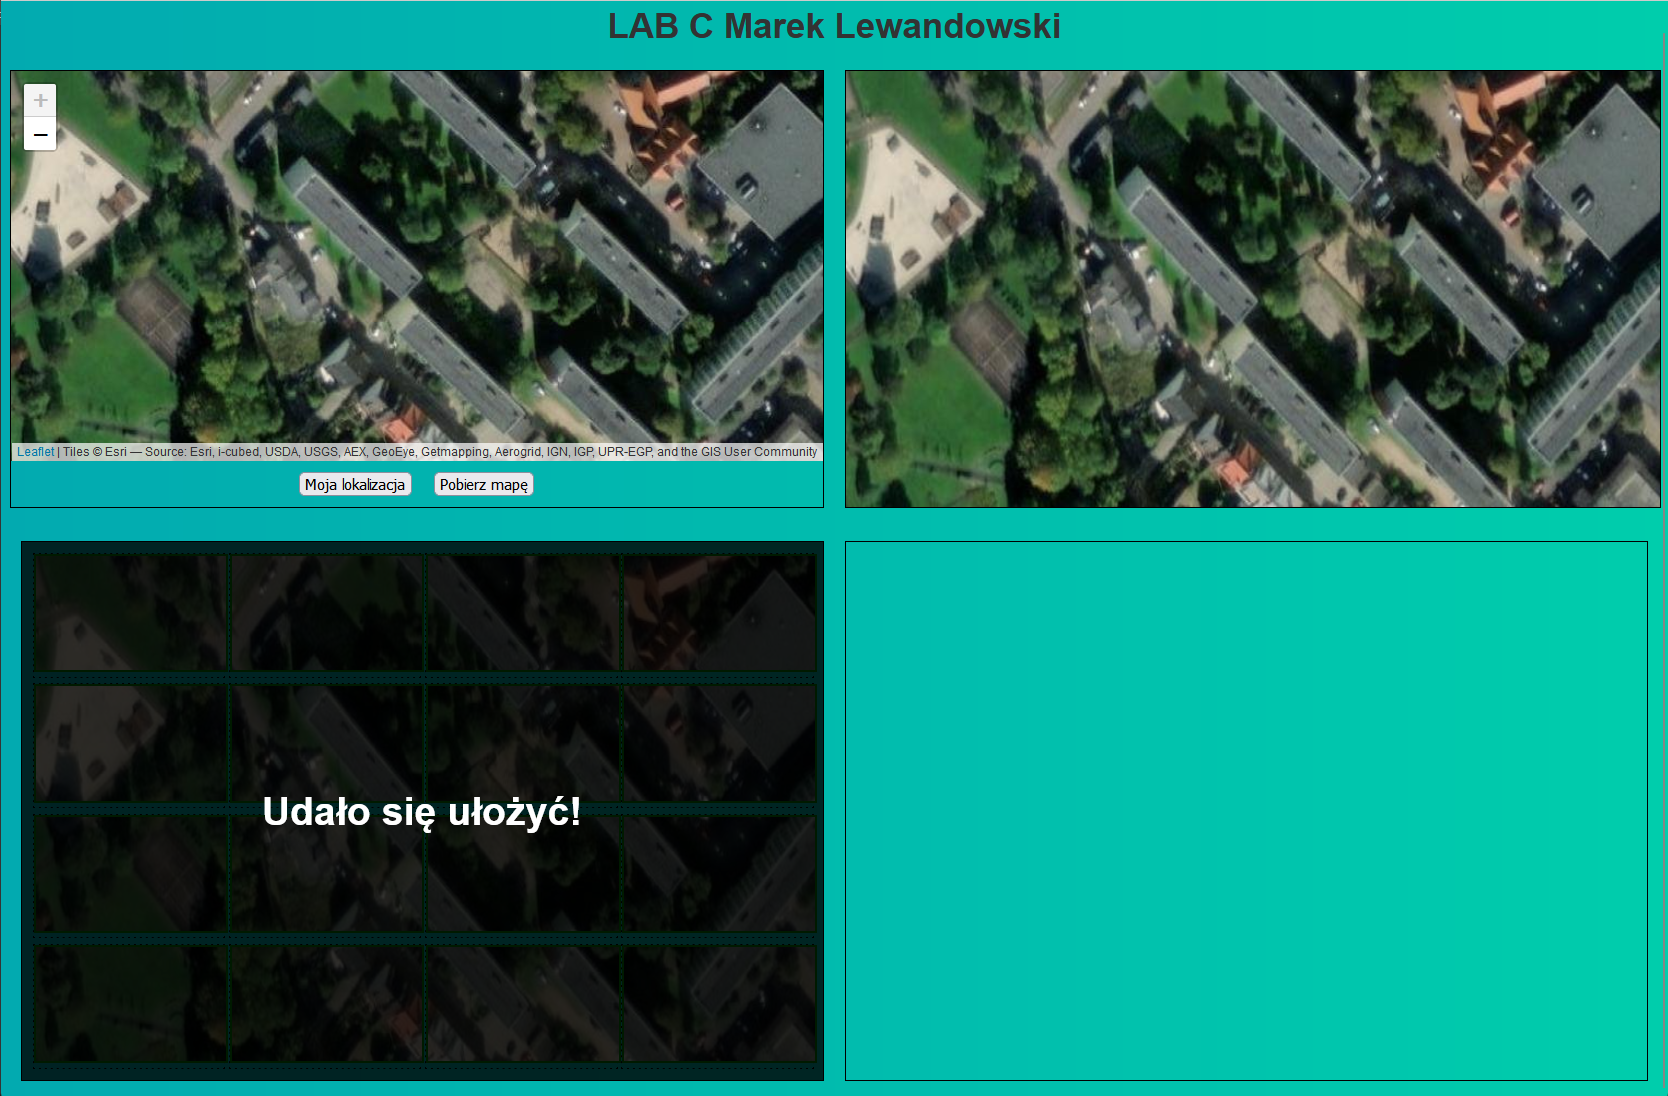 LAB C Marek Lewandowski
+
−
Leaflet | Tiles © Esri — Source: Esri, i-cubed, USDA, USGS, AEX, GeoEye, Getmapping, Aerogrid, IGN, IGP, UPR-EGP, and the GIS User Community
Moja lokalizacja Pobierz mapę
Udało się ułożyć!